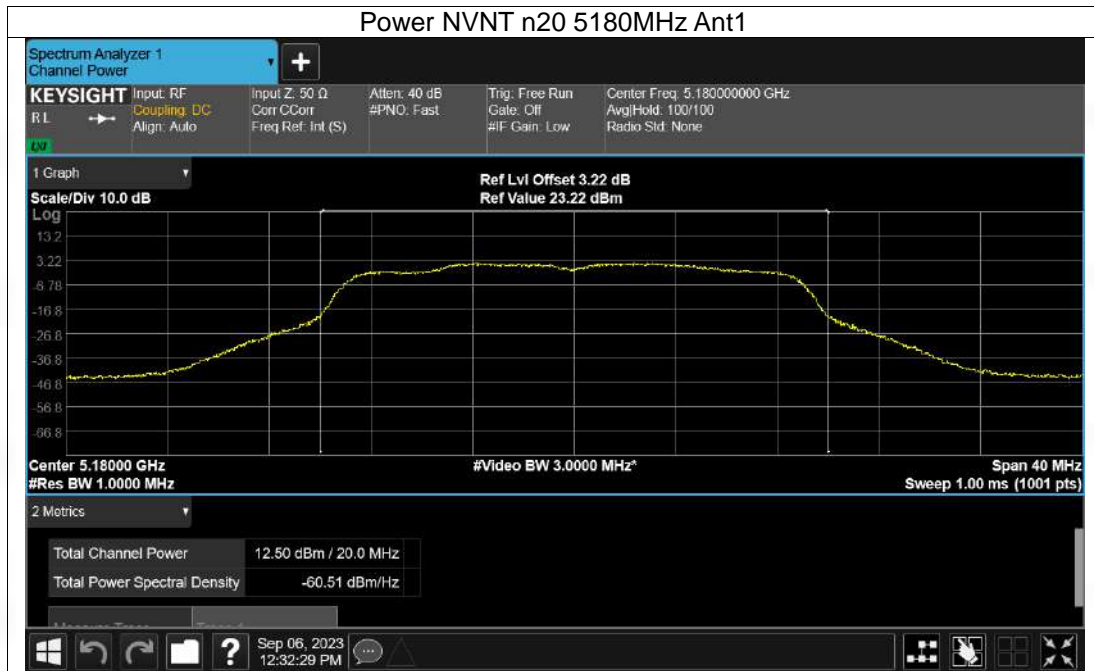 Power NVNT n20 5180MHz Ant1
Spectrum Analyzer 1
Channel Power
KEYSIGHT
RL
LXI
Input: RF
Coupling: DC
Align: Auto
Input Z: 50 Ω
Corr CCorr
Freq Ref: Int (S)
Atten: 40 dB
#PNO: Fast
Trig: Free Run
Gate: Off
#IF Gain: Low
Center Freq: 5.180000000 GHz
Avg|Hold: 100/100
Radio Std: None
1 Graph
Scale/Div 10.0 dB
Ref Lvl Offset 3.22 dB
Ref Value 23.22 dBm
Log
13.2
3.22
-6.78
-16.8
-26.8
-36.8
-46.8
-56.8
-66.8
Center 5.18000 GHz
#Res BW 1.0000 MHz
#Video BW 3.0000 MHz*
Span 40 MHz
Sweep 1.00 ms (1001 pts)
2 Metrics
Total Channel Power 12.50 dBm / 20.0 MHz
Total Power Spectral Density -60.51 dBm/Hz
?
Sep 06, 2023
12:32:29 PM